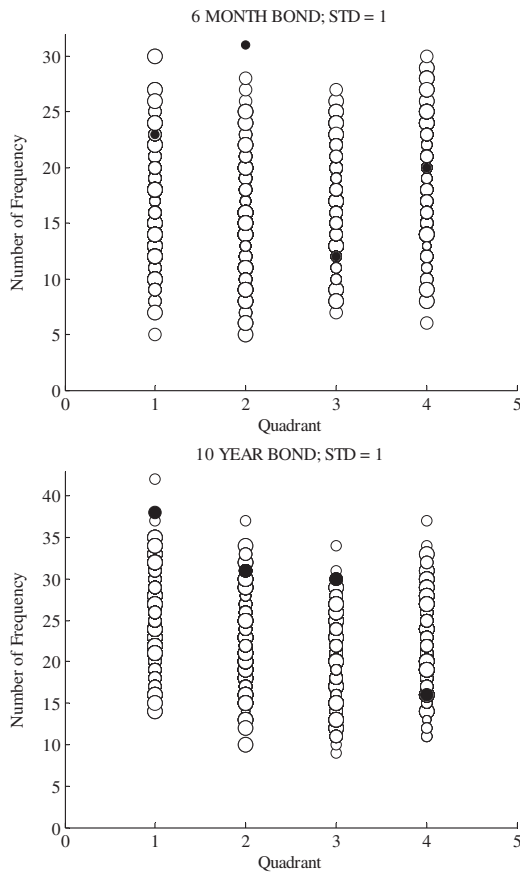 6 MONTH BOND; STD = 1
30
25
20
15
10
5
0
Number of Frequency
0 1 2 3 4 5
Quadrant
10 YEAR BOND; STD = 1
40
35
30
25
20
15
10
5
0
Number of Frequency
0 1 2 3 4 5
Quadrant